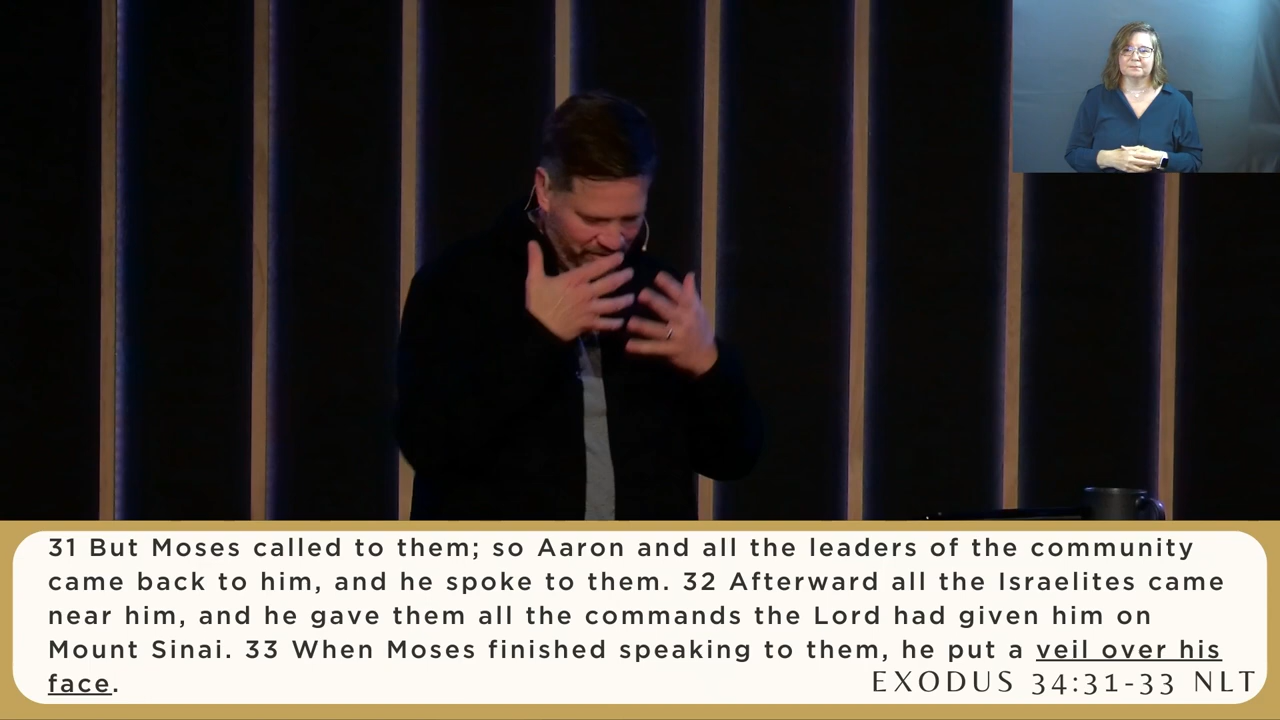 31 But Moses called to them; so Aaron and all the leaders of the community
came back to him, and he spoke to them. 32 Afterward all the Israelites came
near him, and he gave them all the commands the Lord had given him on
Mount Sinai. 33 When Moses finished speaking to them, he put a veil over his
face.
EXODUS 34:31-33 NLT